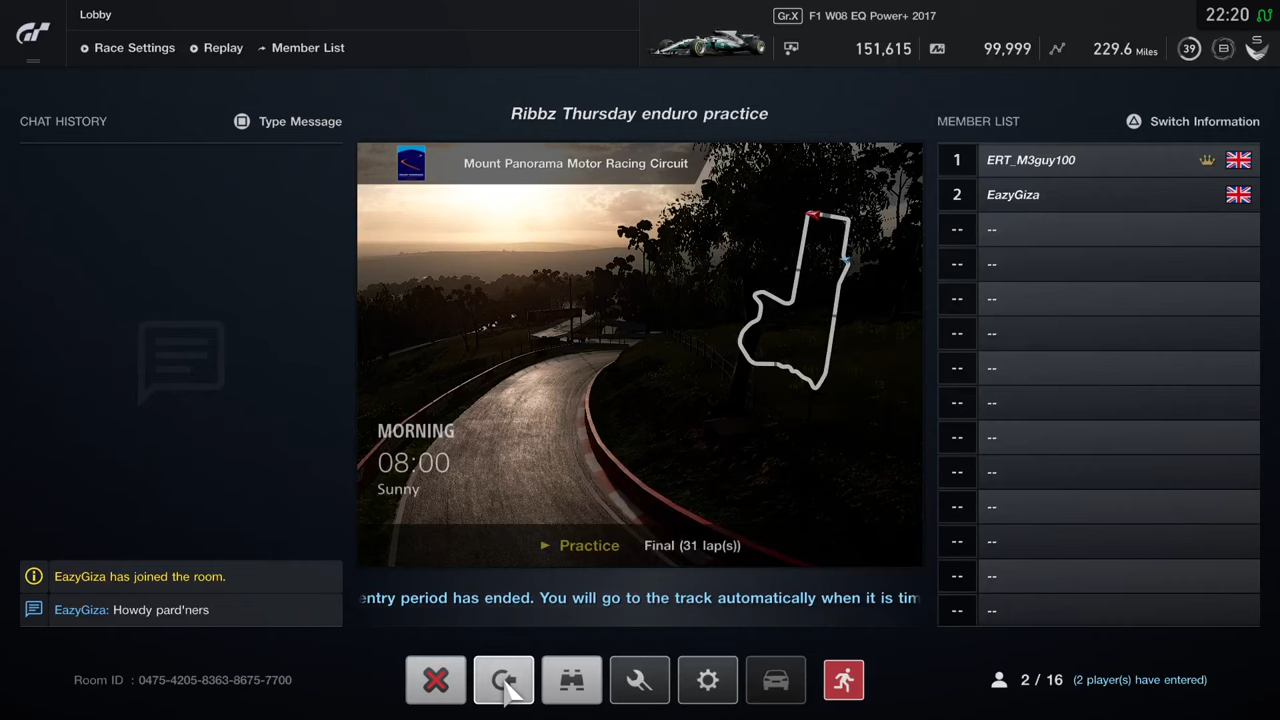 Lobby
Race Settings
Replay
Member List
Gr.X
F1 W08 EQ Power+ 2017
151,615
99,999
229.6 Miles
39
B
S
22:20
CHAT HISTORY
Type Message
Ribbz Thursday enduro practice
MEMBER LIST
Switch Information
Mount Panorama Motor Racing Circuit
1 ERT_M3guy100
2 EazyGiza
-- --
-- --
-- --
-- --
-- --
-- --
-- --
-- --
-- --
-- --
-- --
-- --
MORNING
08:00
Sunny
Practice Final (31 lap(s))
EazyGiza has joined the room.
EazyGiza: Howdy pard'ners
entry period has ended. You will go to the track automatically when it is tim
Room ID : 0475-4205-8363-8675-7700
2 / 16 (2 player(s) have entered)